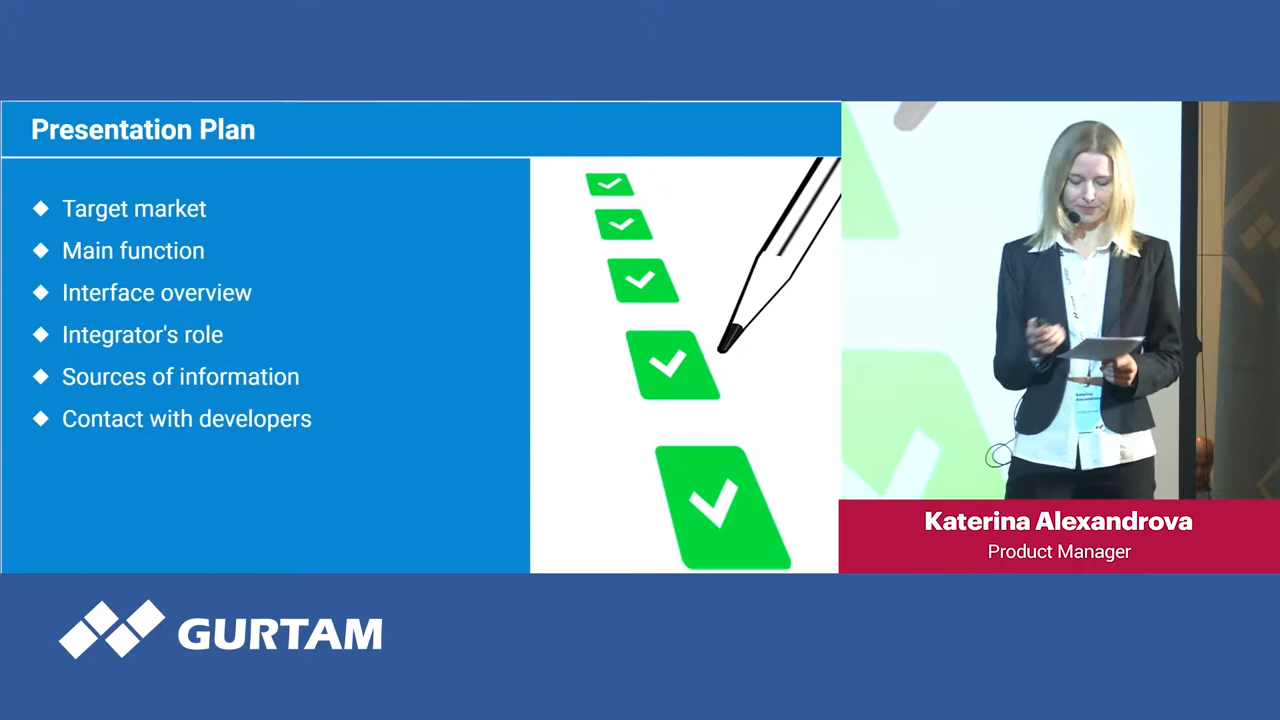 Presentation Plan
Target market
Main function
Interface overview
Integrator's role
Sources of information
Contact with developers
Katerina Alexandrova
Product Manager
GURTAM